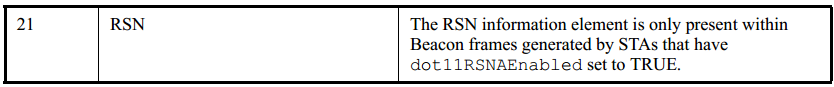 21 RSN The RSN information element is only present within
Beacon frames generated by STAs that have
dot11RSNAEnabled set to TRUE.